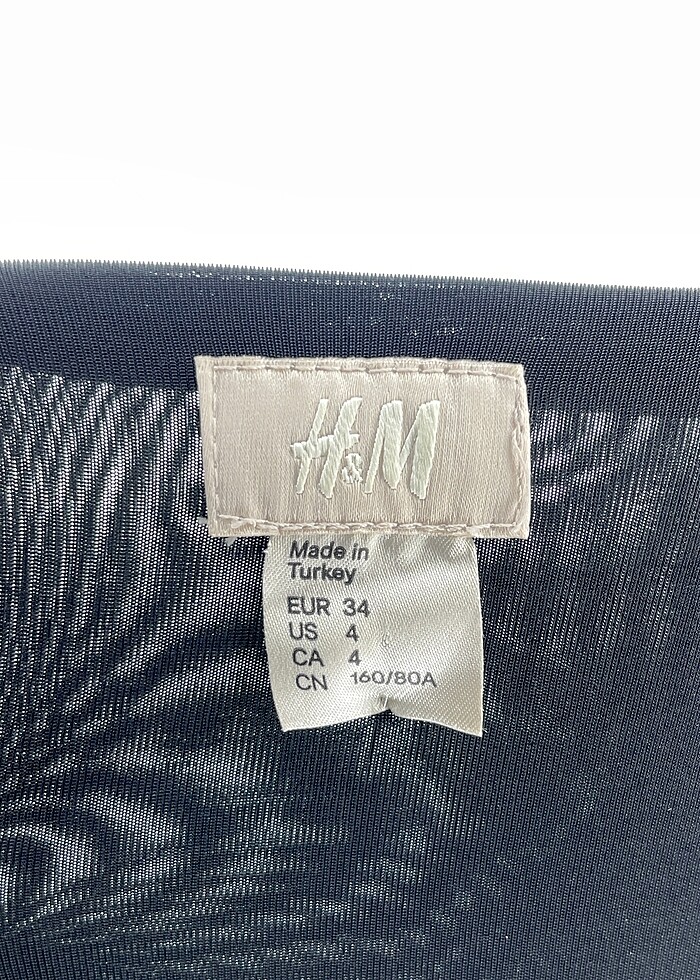 H&M
Made in
Turkey
EUR 34
US 4
CA 4
CN 160/80A